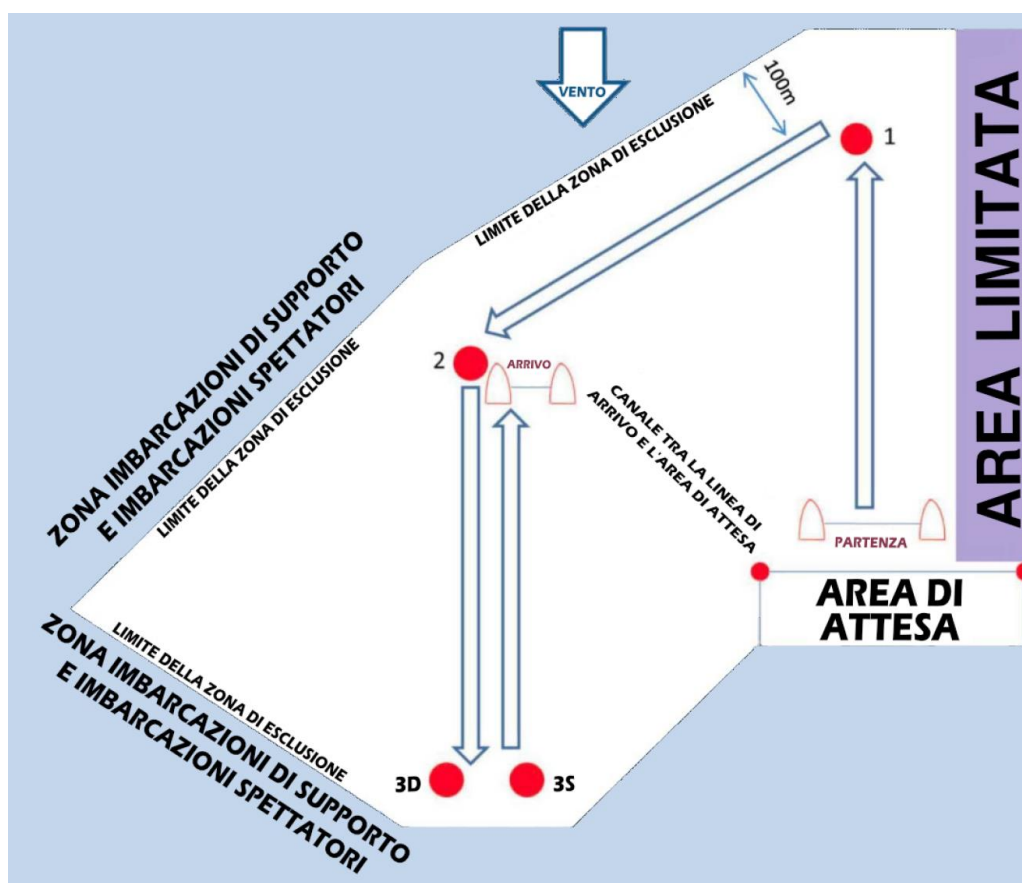 VENTO
100m
1
LIMITE DELLA ZONA DI ESCLUSIONE
AREA LIMITATA
ZONA IMBARCAZIONI DI SUPPORTO
E IMBARCAZIONI SPETTATORI
LIMITE DELLA ZONA DI ESCLUSIONE
2
ARRIVO
CANALE TRA LA LINEA DI
ARRIVO E L'AREA DI ATTESA
PARTENZA
AREA DI
ATTESA
LIMITE DELLA ZONA DI ESCLUSIONE
ZONA IMBARCAZIONI DI SUPPORTO
E IMBARCAZIONI SPETTATORI
3D
3S